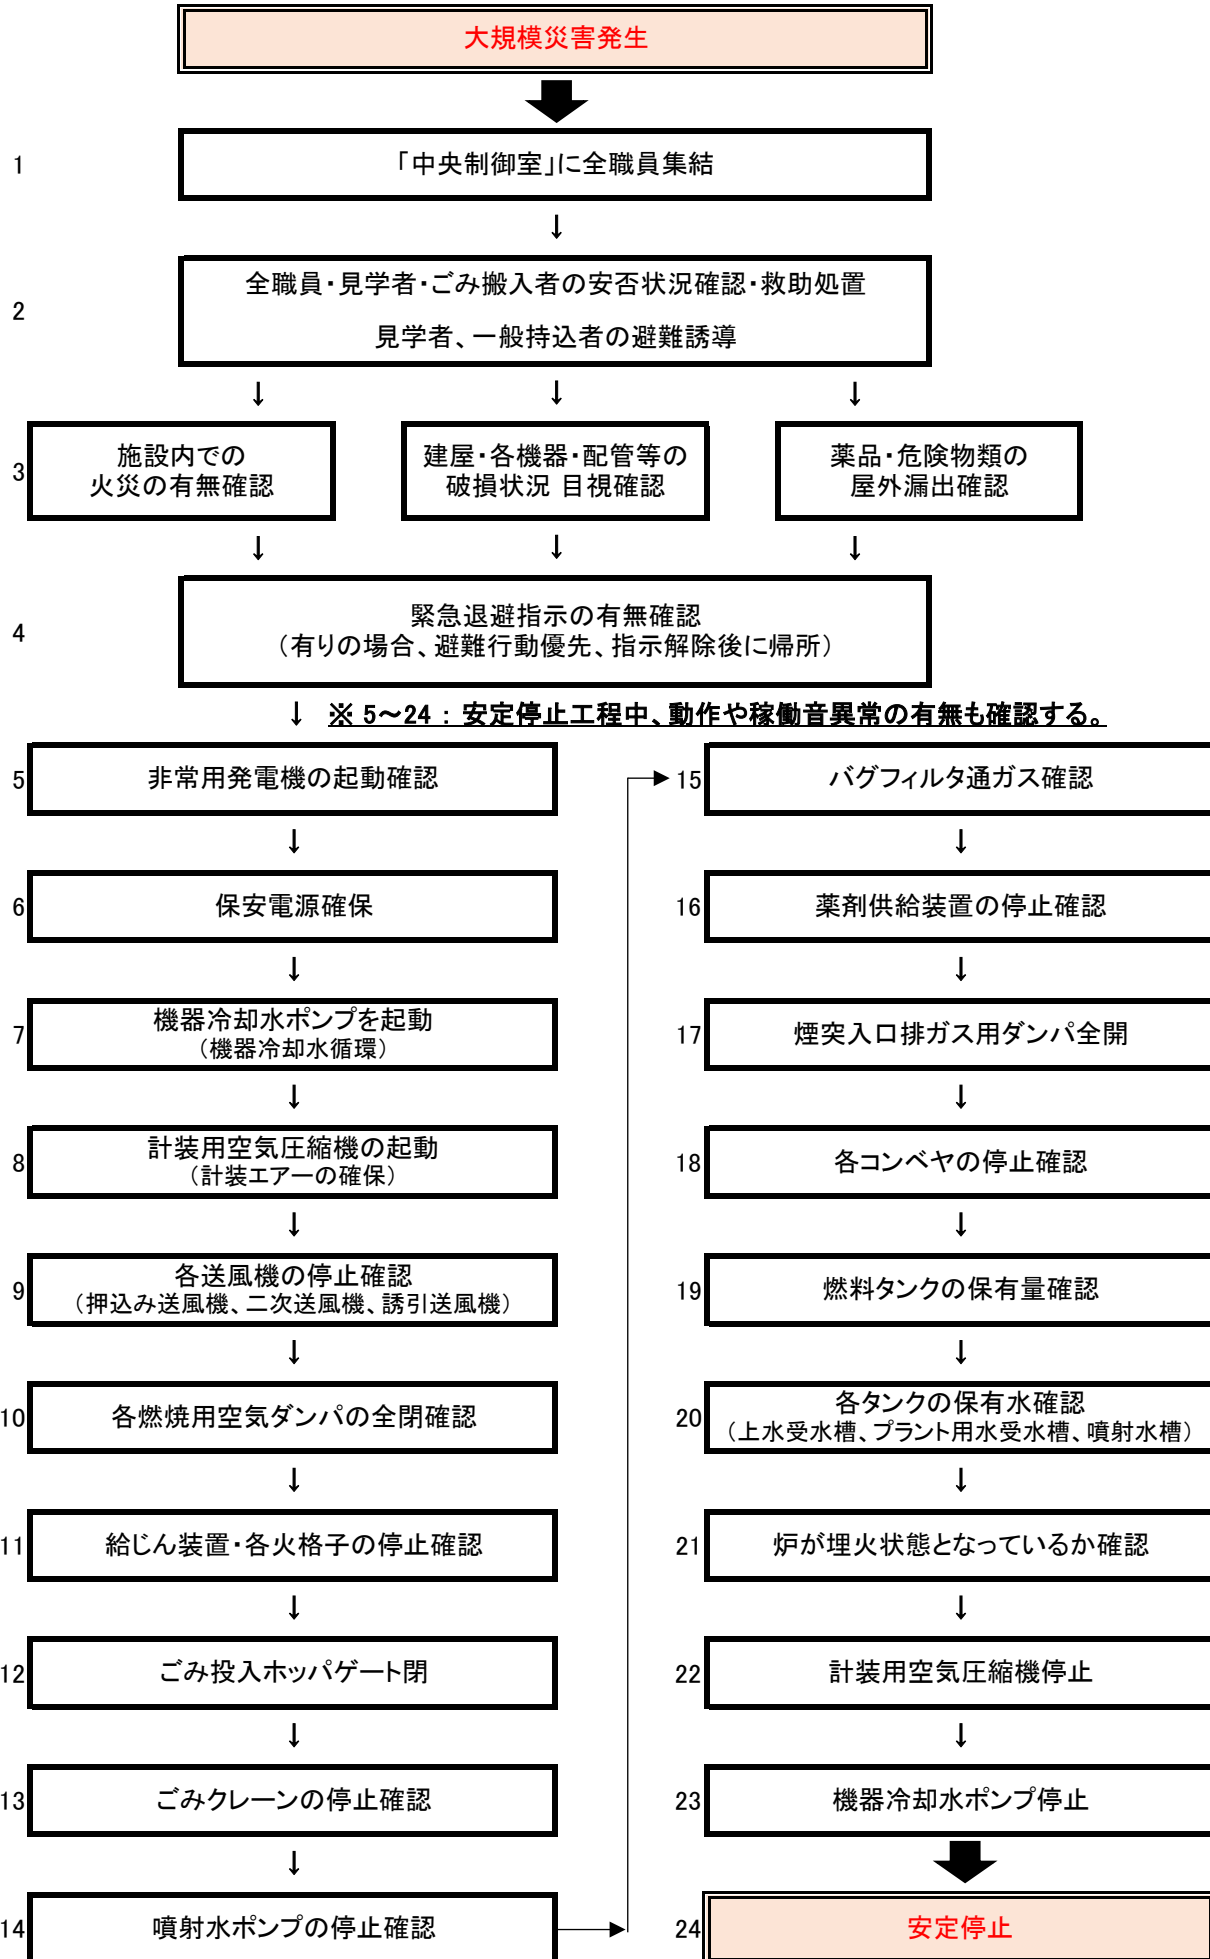 大規模災害発生
1
「中央制御室」に全職員集結
↓
2
全職員・見学者・ごみ搬入者の安否状況確認・救助処置
見学者、一般持込者の避難誘導
↓ ↓ ↓
3
施設内での
火災の有無確認
建屋・各機器・配管等の
破損状況 目視確認
薬品・危険物類の
屋外漏出確認
↓ ↓ ↓
4
緊急退避指示の有無確認
（有りの場合、避難行動優先、指示解除後に帰所）
↓ ※ 5～24 ： 安定停止工程中、動作や稼働音異常の有無も確認する。
5
非常用発電機の起動確認
↓
6
保安電源確保
↓
7
機器冷却水ポンプを起動
（機器冷却水循環）
↓
8
計装用空気圧縮機の起動
（計装エアーの確保）
↓
9
各送風機の停止確認
（押込み送風機、二次送風機、誘引送風機）
↓
10
各燃焼用空気ダンパの全閉確認
↓
11
給じん装置・各火格子の停止確認
↓
12
ごみ投入ホッパゲート閉
↓
13
ごみクレーンの停止確認
↓
14
噴射水ポンプの停止確認
15
バグフィルタ通ガス確認
↓
16
薬剤供給装置の停止確認
↓
17
煙突入口排ガス用ダンパ全開
↓
18
各コンベヤの停止確認
↓
19
燃料タンクの保有量確認
↓
20
各タンクの保有水確認
（上水受水槽、プラント用水受水槽、噴射水槽）
↓
21
炉が埋火状態となっているか確認
↓
22
計装用空気圧縮機停止
↓
23
機器冷却水ポンプ停止
24
安定停止